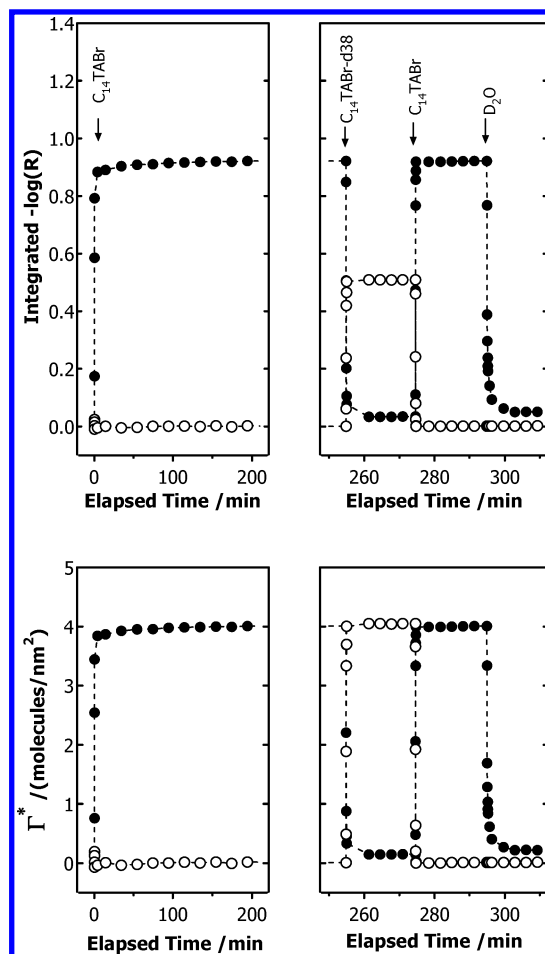 C₁₄TABr
C₁₄TABr-d38
C₁₄TABr
D₂O
Integrated -log(R)
1.4
1.2
1.0
0.8
0.6
0.4
0.2
0.0
0 100 200
260 280 300
Elapsed Time /min
Elapsed Time /min
Γ* /(molecules/nm²)
5
4
3
2
1
0
0 100 200
260 280 300
Elapsed Time /min
Elapsed Time /min